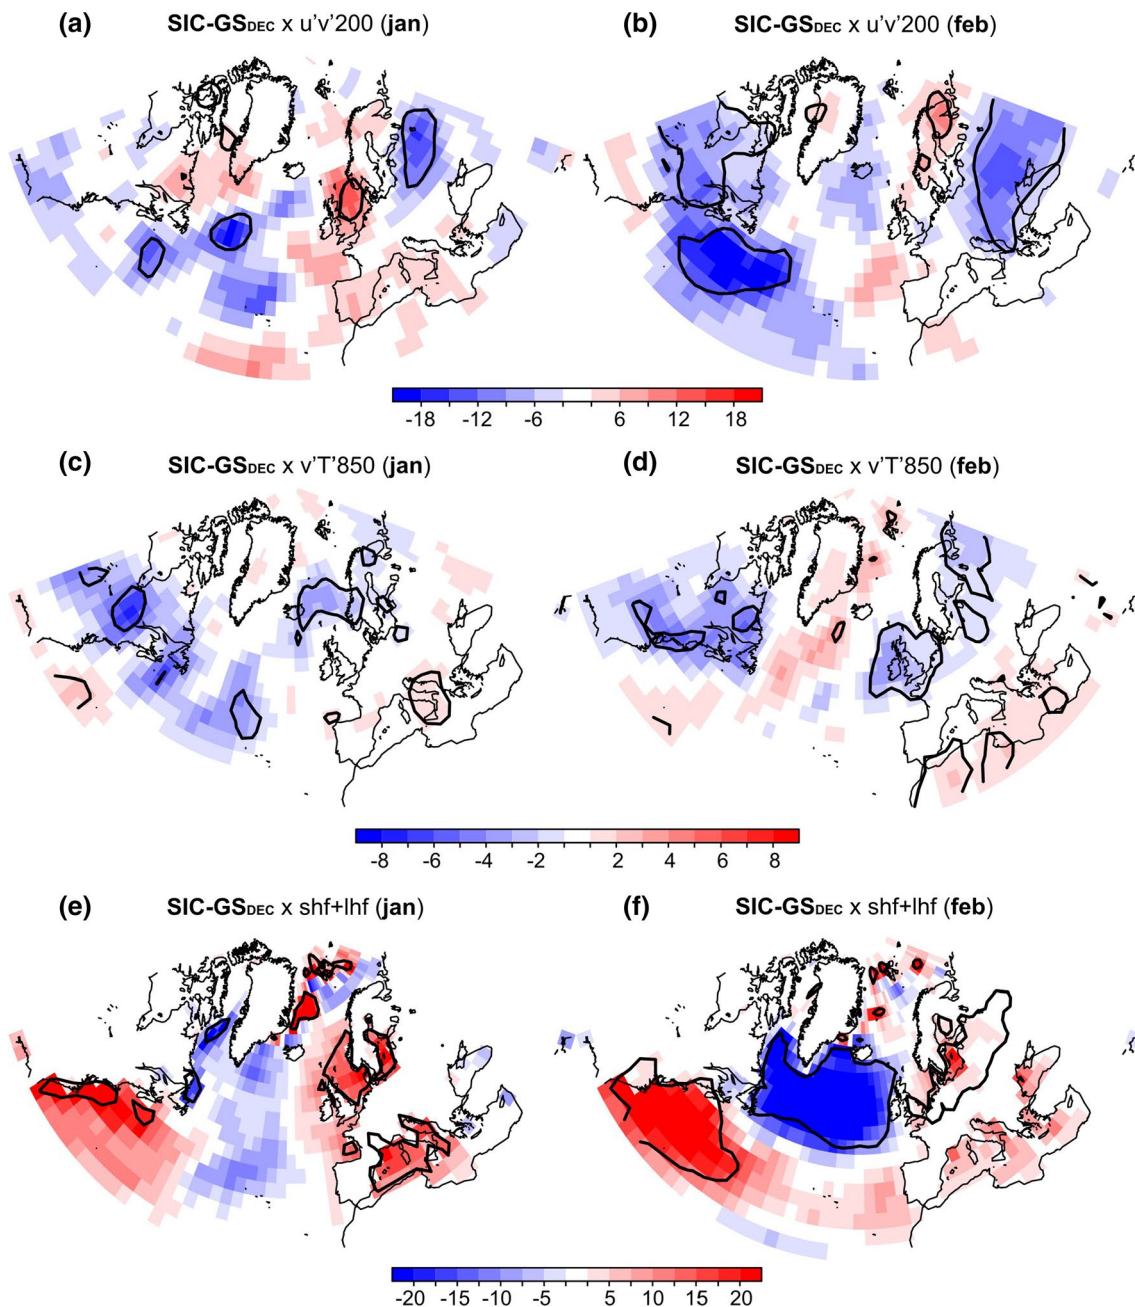 (a) SIC-GSDEC x u'v'200 (jan)
(b) SIC-GSDEC x u'v'200 (feb)
-18 -12 -6 6 12 18
(c) SIC-GSDEC x v'T'850 (jan)
(d) SIC-GSDEC x v'T'850 (feb)
-8 -6 -4 -2 2 4 6 8
(e) SIC-GSDEC x shf+lhf (jan)
(f) SIC-GSDEC x shf+lhf (feb)
-20 -10 -5 5 10 20